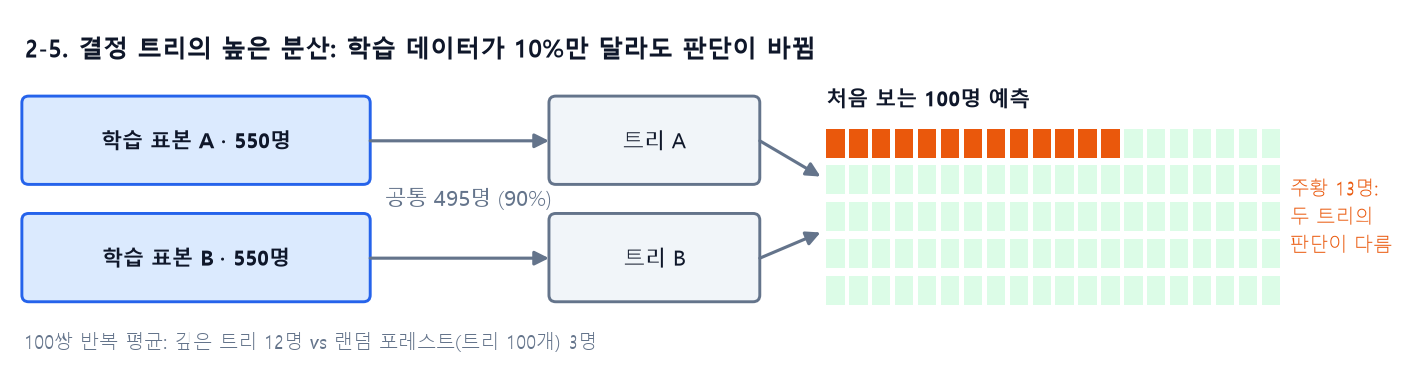 2-5. 결정 트리의 높은 분산: 학습 데이터가 10%만 달라도 판단이 바뀜
처음 보는 100명 예측
학습 표본 A · 550명
트리 A
공통 495명 (90%)
학습 표본 B · 550명
트리 B
주황 13명:
두 트리의
판단이 다름
100쌍 반복 평균: 깊은 트리 12명 vs 랜덤 포레스트(트리 100개) 3명